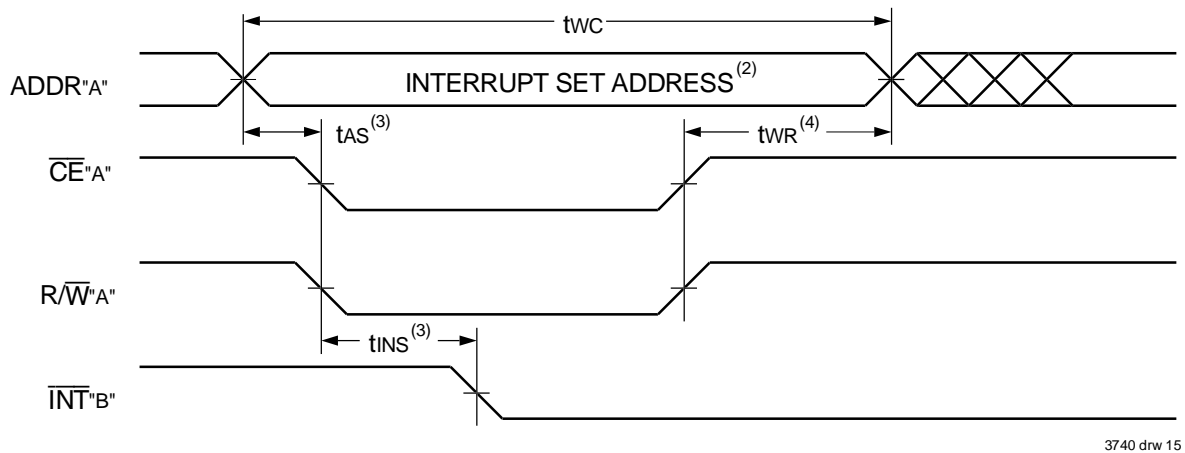 tWC
ADDR"A"
INTERRUPT SET ADDRESS(2)
tAS(3)
tWR(4)
CE"A"
R/W"A"
tINS(3)
INT"B"
3740 drw 15